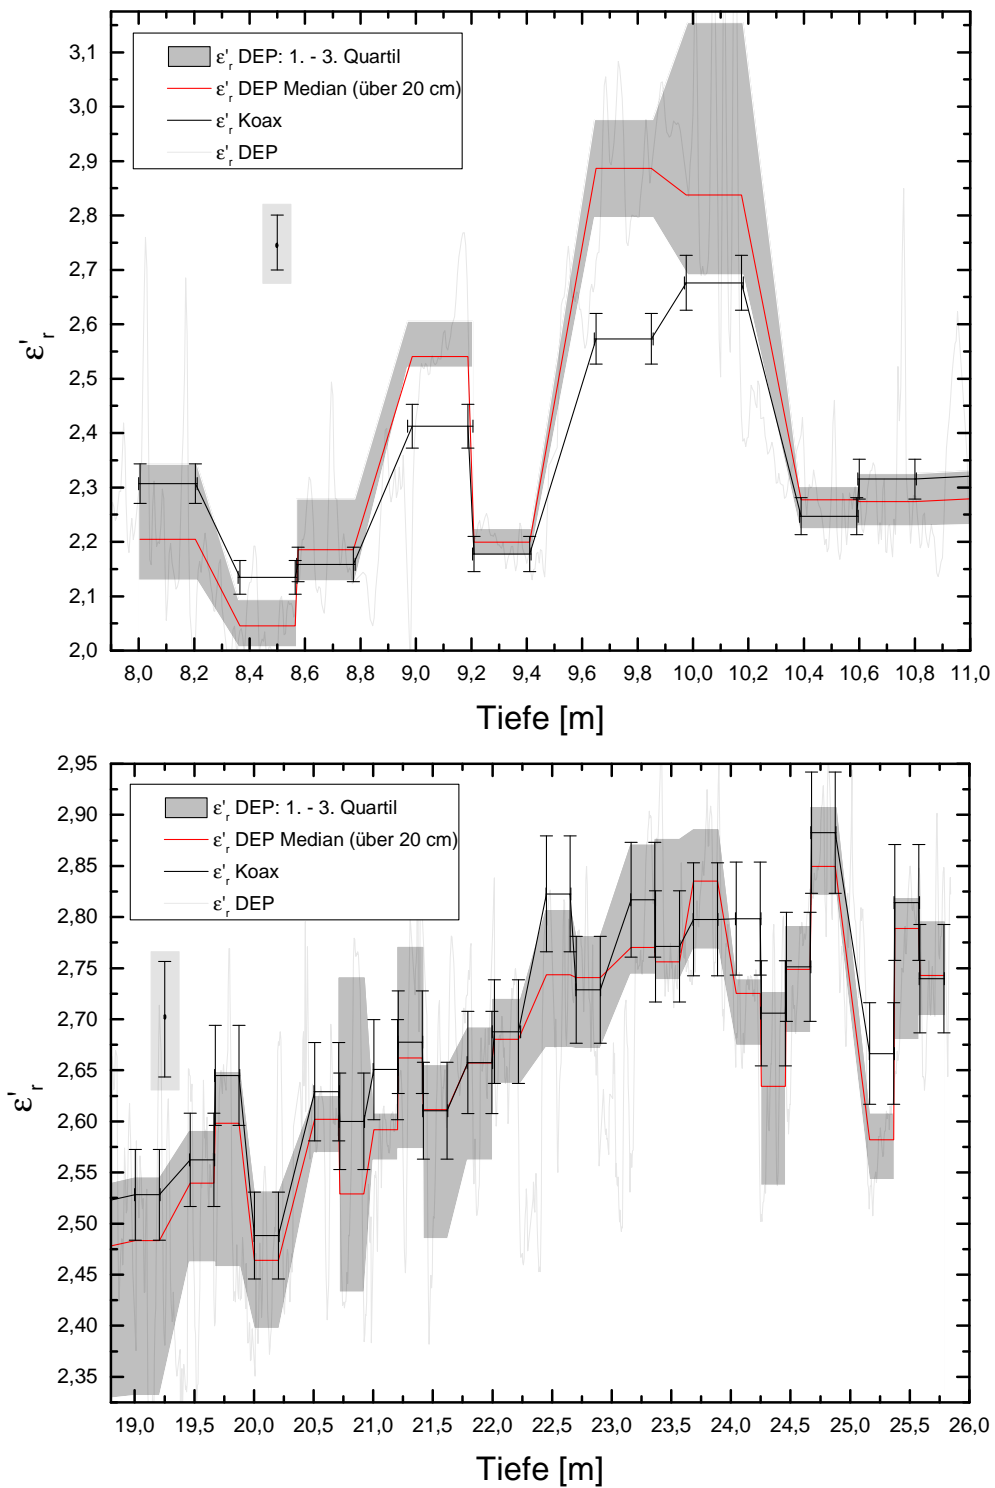 3,1
3,0
2,9
2,8
2,7
2,6
2,5
2,4
2,3
2,2
2,1
2,0
ε'r
ε'r DEP: 1. - 3. Quartil
ε'r DEP Median (über 20 cm)
ε'r Koax
ε'r DEP
8,0 8,2 8,4 8,6 8,8 9,0 9,2 9,4 9,6 9,8 10,0 10,2 10,4 10,6 10,8 11,0
Tiefe [m]
2,95
2,90
2,85
2,80
2,75
2,70
2,65
2,60
2,55
2,50
2,45
2,40
2,35
ε'r
ε'r DEP: 1. - 3. Quartil
ε'r DEP Median (über 20 cm)
ε'r Koax
ε'r DEP
19,0 19,5 20,0 20,5 21,0 21,5 22,0 22,5 23,0 23,5 24,0 24,5 25,0 25,5 26,0
Tiefe [m]